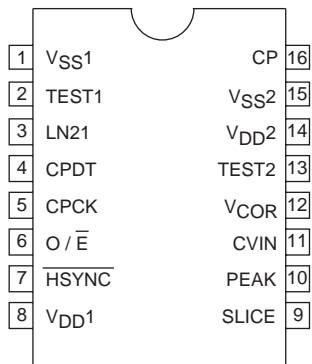 1 VSS1 CP 16
2 TEST1 VSS2 15
3 LN21 VDD2 14
4 CPDT TEST2 13
5 CPCK VCOR 12
6 O / E̅ CVIN 11
7 H̅S̅Y̅N̅C̅ PEAK 10
8 VDD1 SLICE 9